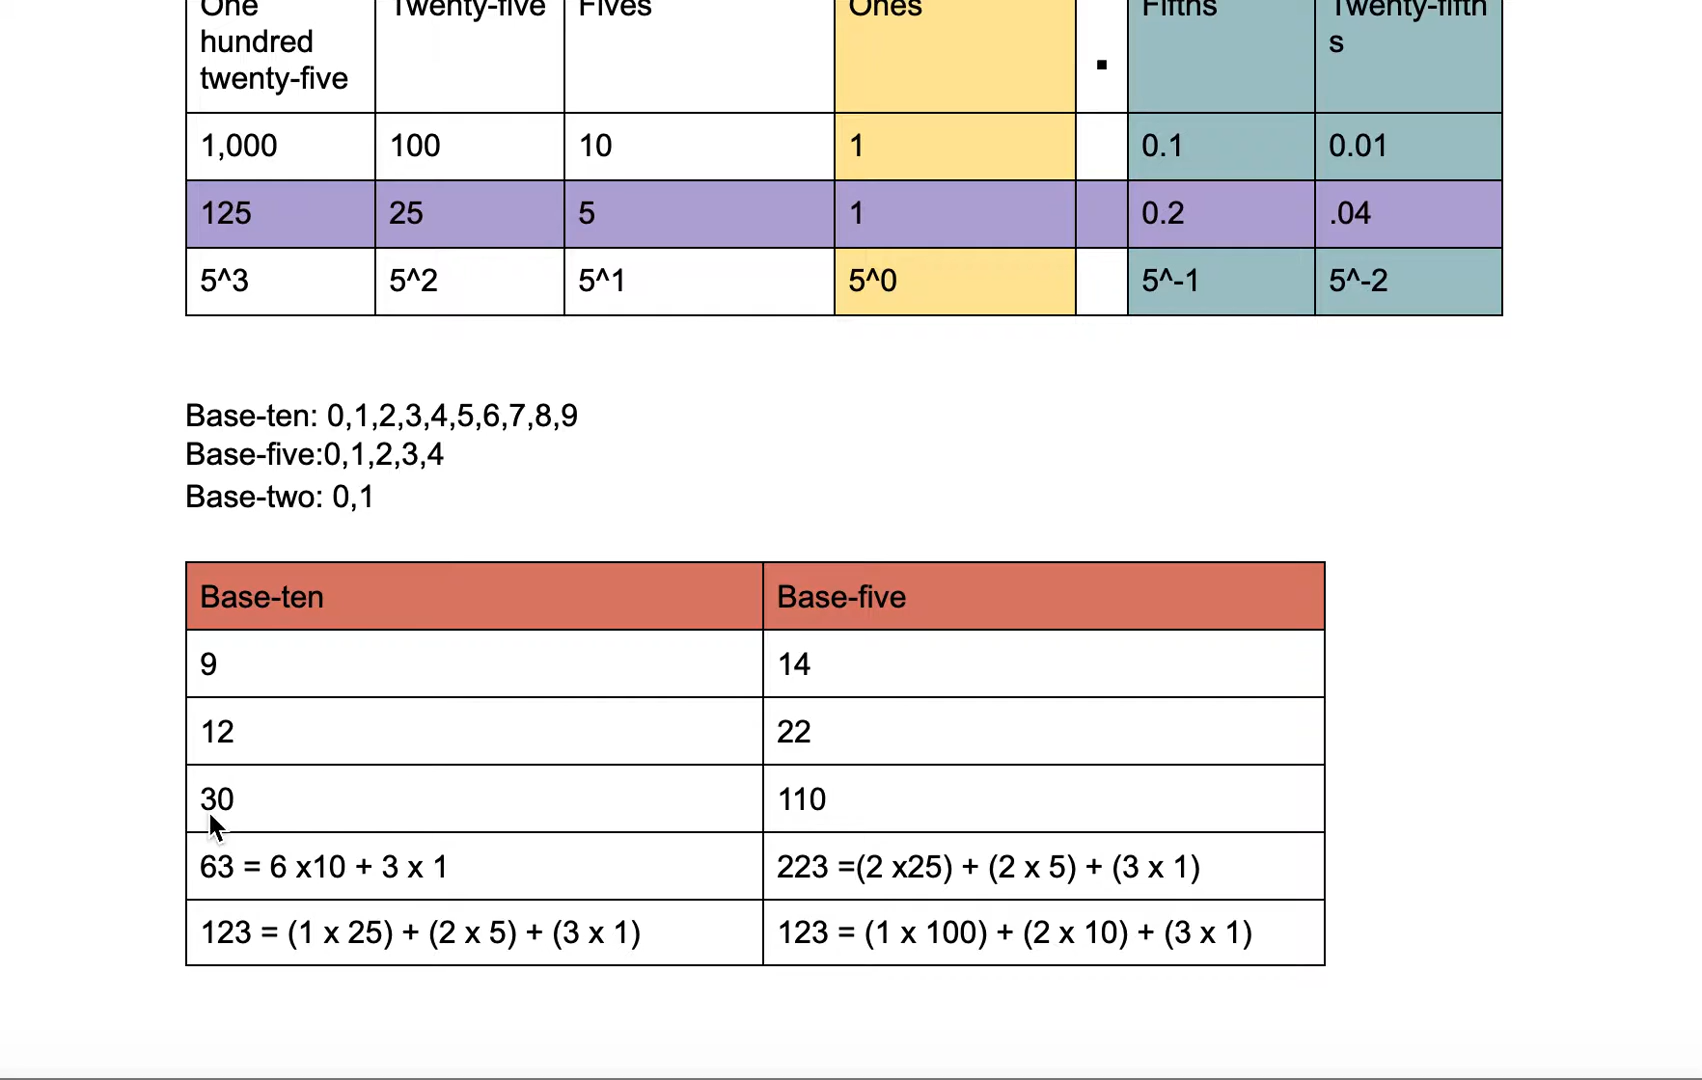 One Twenty-five Fives Ones Fifths Twenty-fifth
hundred s
twenty-five .
1,000 100 10 1 0.1 0.01
125 25 5 1 0.2 .04
5^3 5^2 5^1 5^0 5^-1 5^-2
Base-ten: 0,1,2,3,4,5,6,7,8,9
Base-five:0,1,2,3,4
Base-two: 0,1
Base-ten Base-five
9 14
12 22
30 110
63 = 6 x10 + 3 x 1 223 =(2 x25) + (2 x 5) + (3 x 1)
123 = (1 x 25) + (2 x 5) + (3 x 1) 123 = (1 x 100) + (2 x 10) + (3 x 1)